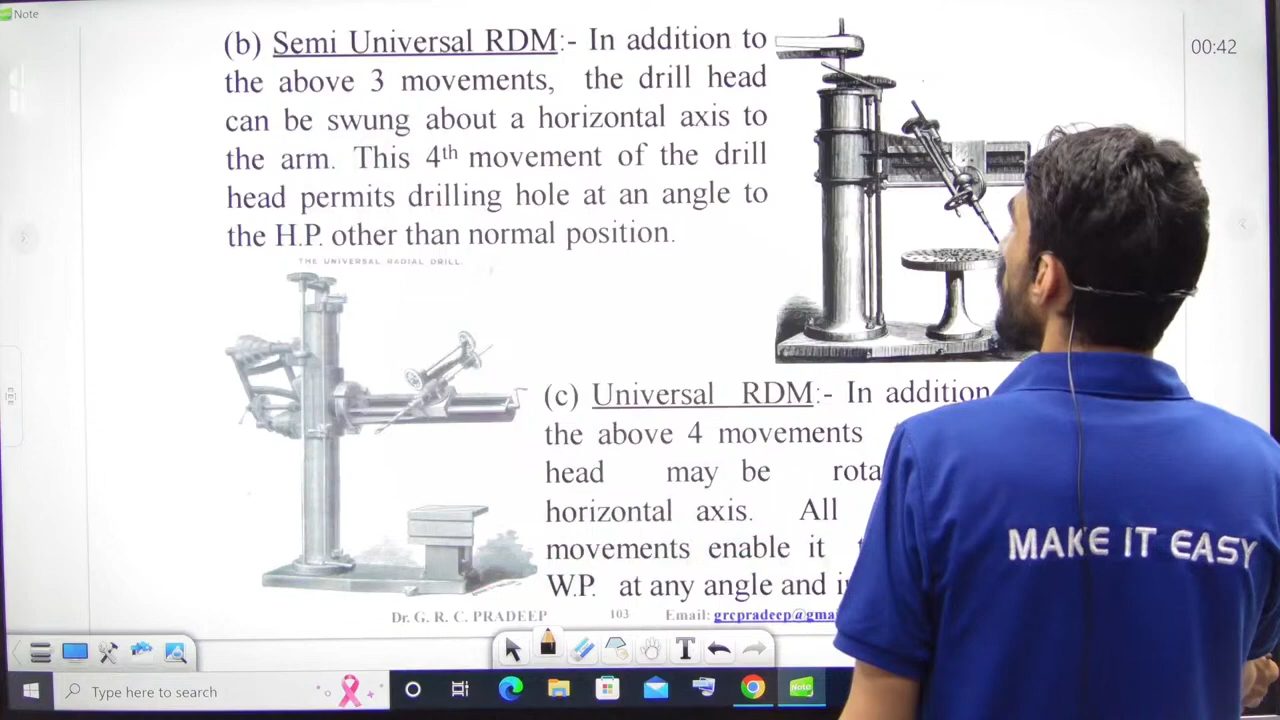 Note
00:42
(b) Semi Universal RDM:- In addition to
the above 3 movements, the drill head
can be swung about a horizontal axis to
the arm. This 4th movement of the drill
head permits drilling hole at an angle to
the H.P. other than normal position.
THE UNIVERSAL RADIAL DRILL.
(c) Universal RDM:- In addition
the above 4 movements
head may be
horizontal axis. All
movements enable it
W.P. at any angle and
Dr. G. R. C. PRADEEP 103 Email:
MAKE IT EASY
T
Type here to search
Note